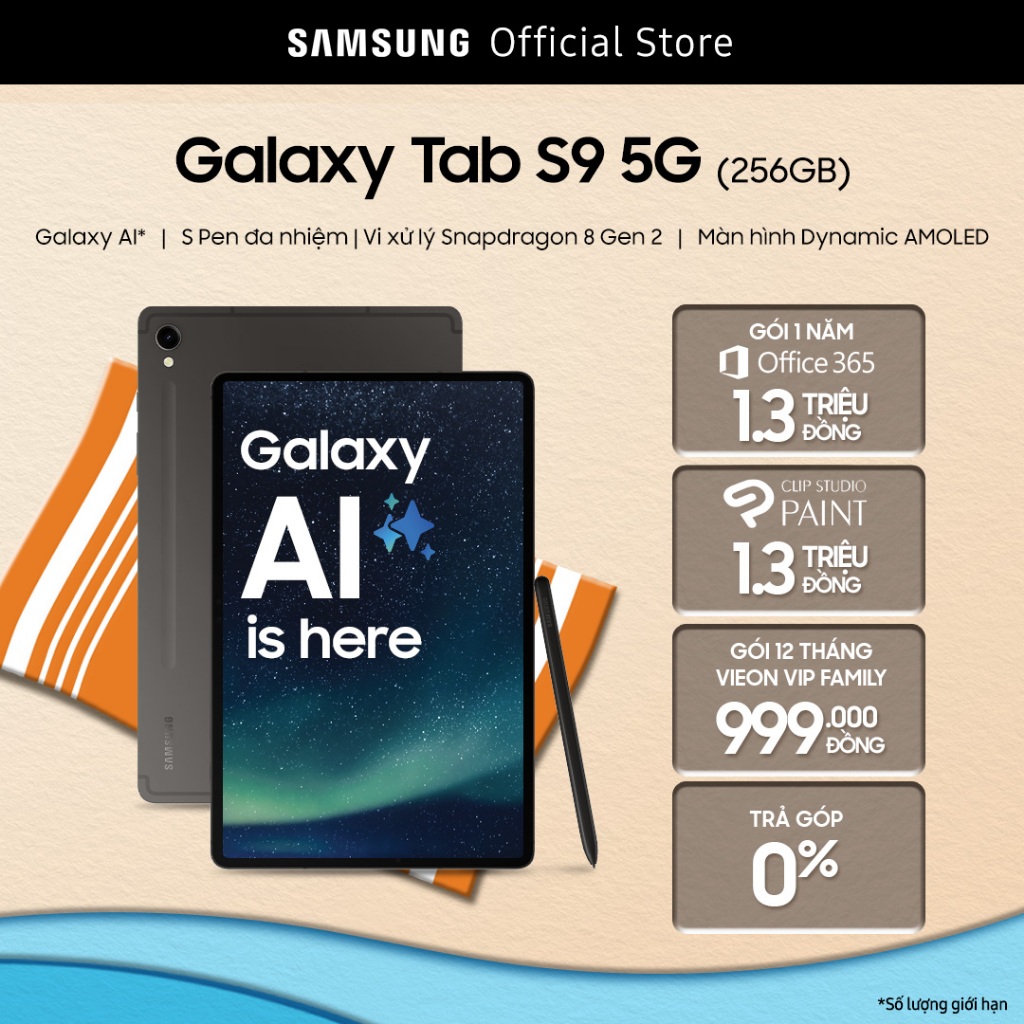 SAMSUNG Official Store
Galaxy Tab S9 5G (256GB)
Galaxy AI* | S Pen đa nhiệm | Vi xử lý Snapdragon 8 Gen 2 | Màn hình Dynamic AMOLED
Galaxy
AI
is here
SAMSUNG
GÓI 1 NĂM
Office 365
1.3 TRIỆU
ĐỒNG
CLIP STUDIO
PAINT
1.3 TRIỆU
ĐỒNG
GÓI 12 THÁNG
VIEON VIP FAMILY
999.000
ĐỒNG
TRẢ GÓP
0%
*Số lượng giới hạn